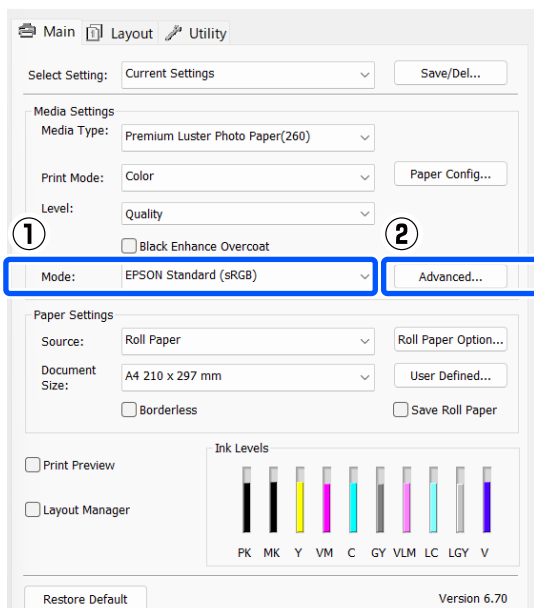 Main Layout Utility
Select Setting: Current Settings Save/Del...
Media Settings
Media Type: Premium Luster Photo Paper(260)
Print Mode: Color Paper Config...
Level: Quality
① ②
Black Enhance Overcoat
Mode: EPSON Standard (sRGB) Advanced...
Paper Settings
Source: Roll Paper Roll Paper Option...
Document
Size: A4 210 x 297 mm User Defined...
Borderless Save Roll Paper
Ink Levels
Print Preview
Layout Manager
PK MK Y VM C GY VLM LC LGY V
Restore Default Version 6.70